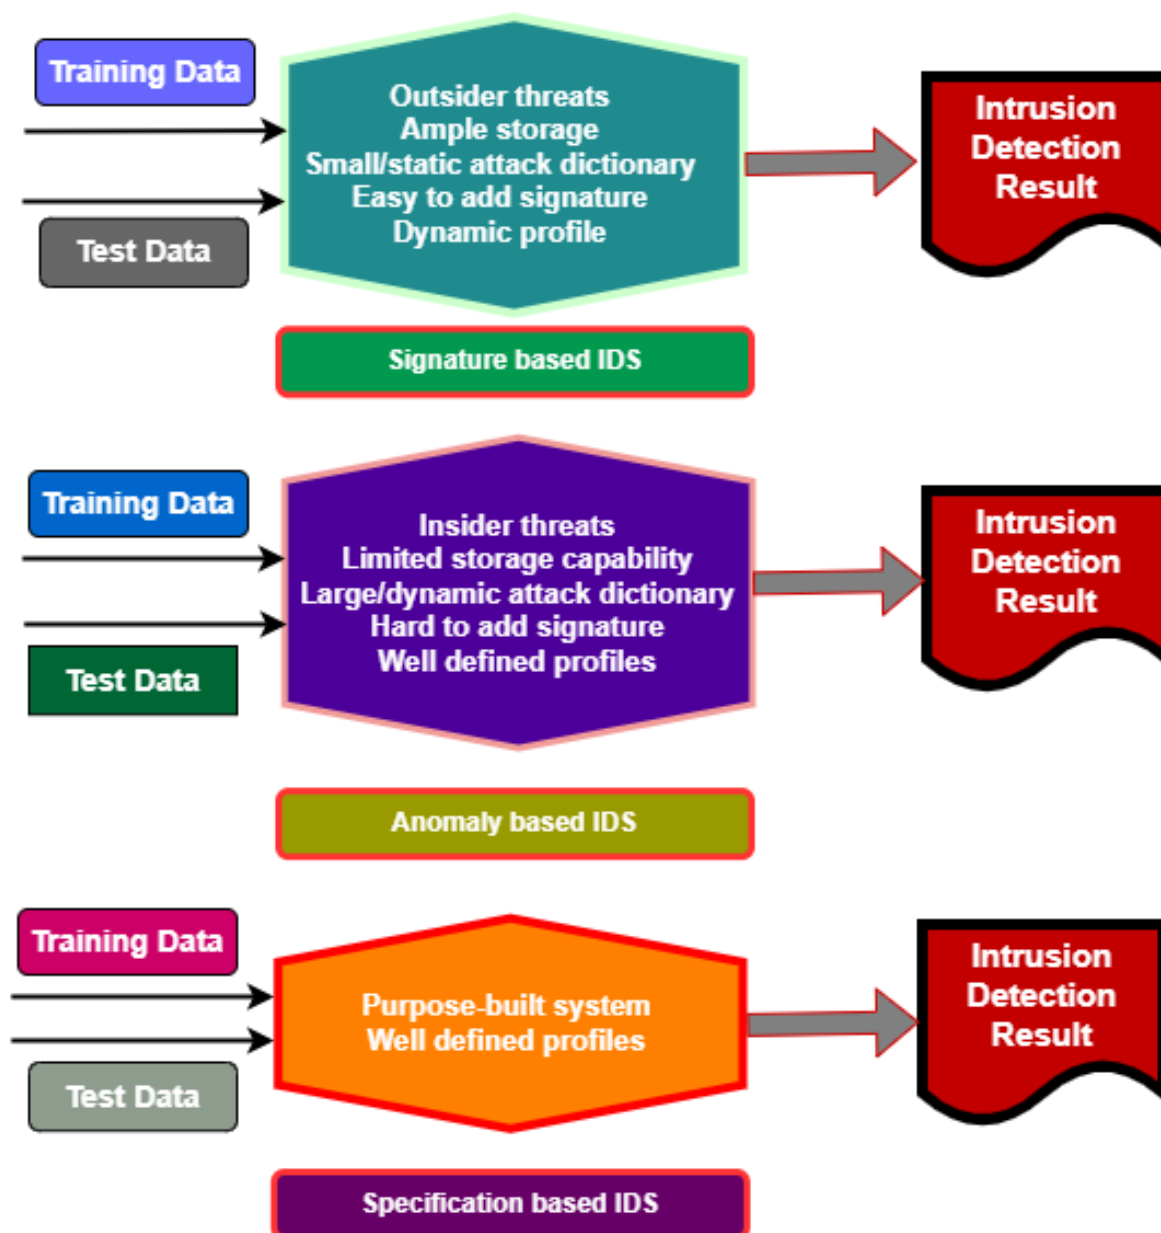 Training Data
Test Data
Outsider threats
Ample storage
Small/static attack dictionary
Easy to add signature
Dynamic profile
Intrusion
Detection
Result
Signature based IDS
Training Data
Test Data
Insider threats
Limited storage capability
Large/dynamic attack dictionary
Hard to add signature
Well defined profiles
Intrusion
Detection
Result
Anomaly based IDS
Training Data
Test Data
Purpose-built system
Well defined profiles
Intrusion
Detection
Result
Specification based IDS